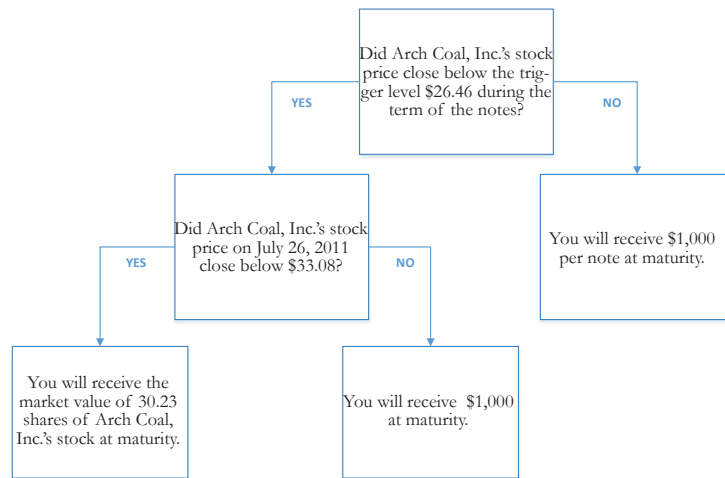 Did Arch Coal, Inc.'s stock
price close below the trig-
ger level $26.46 during the
term of the notes?
YES
NO
Did Arch Coal, Inc.'s stock
price on July 26, 2011
close below $33.08?
You will receive $1,000
per note at maturity.
YES
NO
You will receive the
market value of 30.23
shares of Arch Coal,
Inc.'s stock at maturity.
You will receive $1,000
at maturity.